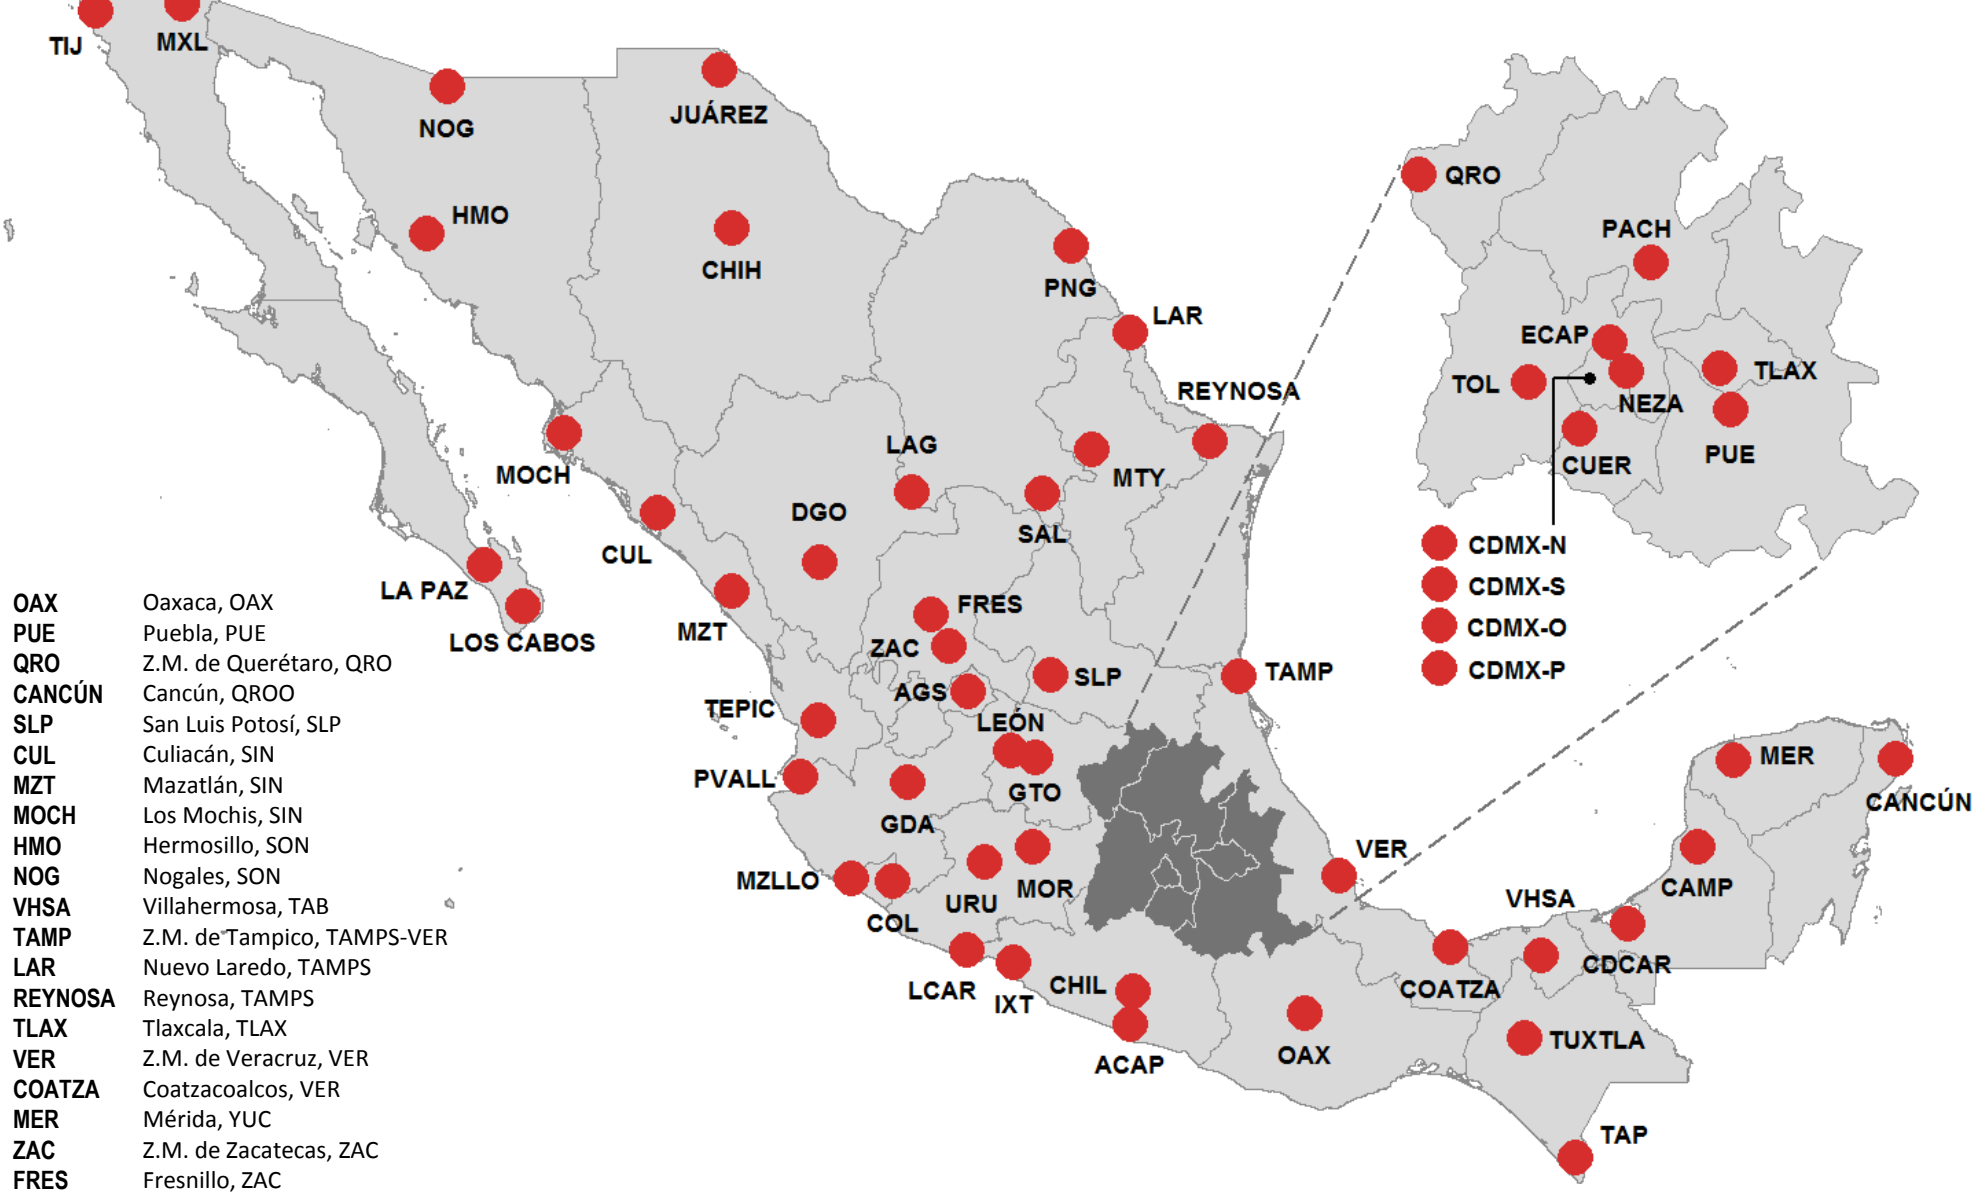 TIJ
MXL
NOG
JUÁREZ
HMO
CHIH
PNG
LAR
REYNOSA
MOCH
LAG
MTY
CUL
DGO
SAL
LA PAZ
LOS CABOS
MZT
FRES
ZAC
SLP
TAMP
AGS
TEPIC
LEÓN
PVALL
GTO
GDA
MZLLO
COL
URU
MOR
VER
LCAR
IXT
CHIL
ACAP
OAX
COATZA
VHSA
CDCAR
CAMP
MER
CANCÚN
TUXTLA
TAP
QRO
PACH
ECAP
TOL
NEZA
TLAX
CUER
PUE
CDMX-N
CDMX-S
CDMX-O
CDMX-P
OAX Oaxaca, OAX
PUE Puebla, PUE
QRO Z.M. de Querétaro, QRO
CANCÚN Cancún, QROO
SLP San Luis Potosí, SLP
CUL Culiacán, SIN
MZT Mazatlán, SIN
MOCH Los Mochis, SIN
HMO Hermosillo, SON
NOG Nogales, SON
VHSA Villahermosa, TAB
TAMP Z.M. de Tampico, TAMPS-VER
LAR Nuevo Laredo, TAMPS
REYNOSA Reynosa, TAMPS
TLAX Tlaxcala, TLAX
VER Z.M. de Veracruz, VER
COATZA Coatzacoalcos, VER
MER Mérida, YUC
ZAC Z.M. de Zacatecas, ZAC
FRES Fresnillo, ZAC